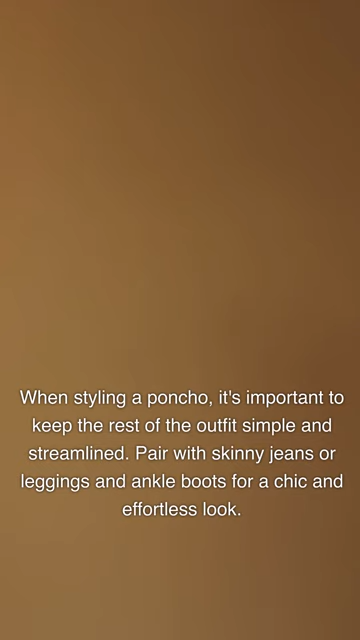 When styling a poncho, it's important to
keep the rest of the outfit simple and
streamlined. Pair with skinny jeans or
leggings and ankle boots for a chic and
effortless look.